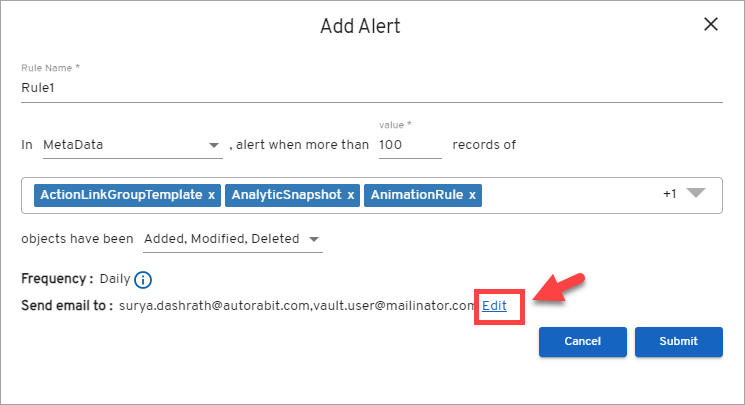 Add Alert
Rule Name *
Rule1
value *
In MetaData , alert when more than 100 records of
ActionLinkGroupTemplate x AnalyticSnapshot x AnimationRule x +1
objects have been Added, Modified, Deleted
Frequency : Daily
Send email to : surya.dashrath@autorabit.com,vault.user@mailinator.com Edit
Cancel Submit